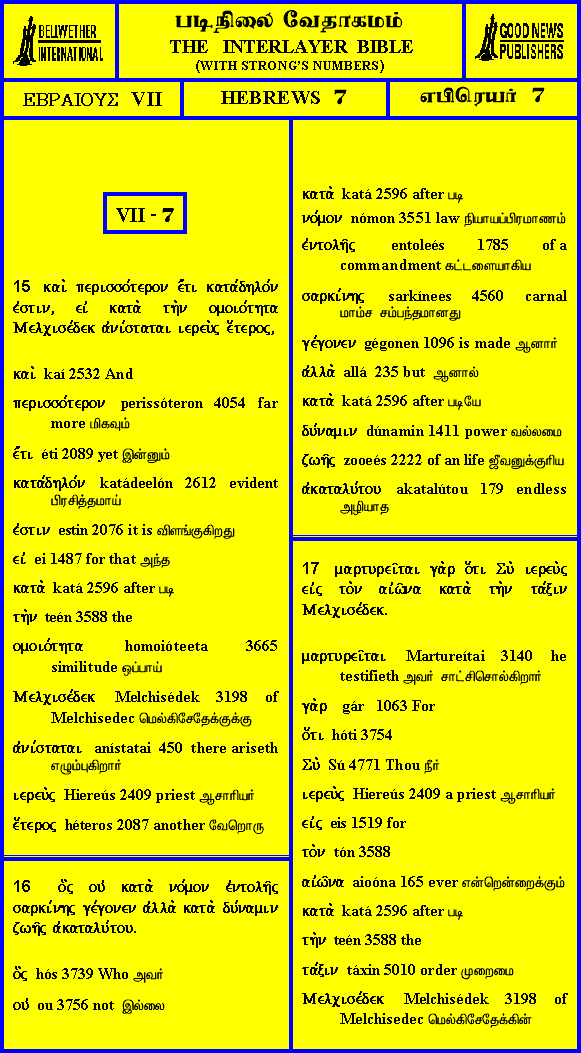 BELLWETHER
INTERNATIONAL
படிநிலை வேதாகமம்
THE INTERLAYER BIBLE
(WITH STRONG'S NUMBERS)
GOOD NEWS
PUBLISHERS
ΕΒΡΑΙΟΥΣ VII
HEBREWS 7
எபிரெயர் 7
VII - 7
15 καὶ περισσότερον ἔτι κατάδηλόν
ἐστιν, εἰ κατὰ τὴν ομοιότητα
Μελχισέδεκ ἀνίσταται ιερεὺς ἕτερος,
καὶ kaí 2532 And
περισσότερον perissóteron 4054 far
more மிகவும்
ἔτι éti 2089 yet இன்னும்
κατάδηλόν katádeelón 2612 evident
பிரசித்தமாய்
ἐστιν estin 2076 it is விளங்குகிறது
εἰ ei 1487 for that அந்த
κατὰ katá 2596 after படி
τὴν teén 3588 the
ομοιότητα homoióteeta 3665
similitude ஒப்பாய்
Μελχισέδεκ Melchisédek 3198 of
Melchisedec மெல்கிசேதேக்குக்கு
ἀνίσταται anístatai 450 there ariseth
எழும்புகிறார்
ιερεὺς Hiereús 2409 priest ஆசாரியர்
ἕτερος héteros 2087 another வேறொரு
16 ὃς οὐ κατὰ νόμον ἐντολῆς
σαρκίνης γέγονεν ἀλλὰ κατὰ δύναμιν
ζωῆς ἀκαταλύτου.
ὃς hós 3739 Who அவர்
οὐ ou 3756 not இல்லை
κατὰ katá 2596 after படி
νόμον nómon 3551 law நியாயப்பிரமாணம்
ἐντολῆς entoleés 1785 of a
commandment கட்டளையாகிய
σαρκίνης sarkínees 4560 carnal
மாம்ச சம்பந்தமானது
γέγονεν gégonen 1096 is made ஆனார்
ἀλλὰ allá 235 but ஆனால்
κατὰ katá 2596 after படியே
δύναμιν dúnamin 1411 power வல்லமை
ζωῆς zooeés 2222 of an life ஜீவனுக்குரிய
ἀκαταλύτου akatalútou 179 endless
அழியாத
17 μαρτυρεῖται γὰρ ὅτι Σὺ ιερεὺς
εἰς τὸν αἰῶνα κατὰ τὴν τάξιν
Μελχισέδεκ.
μαρτυρεῖται Martureítai 3140 he
testifieth அவர் சாட்சிசொல்கிறார்
γὰρ gár 1063 For
ὅτι hóti 3754
Σὺ Sú 4771 Thou நீர்
ιερεὺς Hiereús 2409 a priest ஆசாரியர்
εἰς eis 1519 for
τὸν tón 3588
αἰῶνα aioóna 165 ever என்றென்றைக்கும்
κατὰ katá 2596 after படி
τὴν teén 3588 the
τάξιν táxin 5010 order முறைமை
Μελχισέδεκ Melchisédek 3198 of
Melchisedec மெல்கிசேதேக்கின்